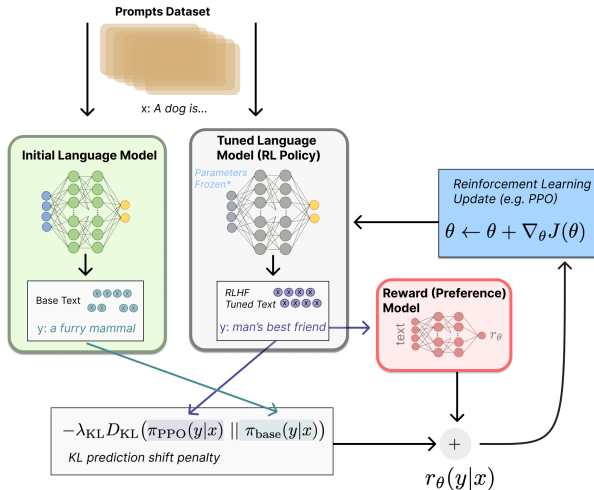 Prompts Dataset
x: A dog is...
Initial Language Model
Tuned Language
Model (RL Policy)
Parameters
Frozen*
Reinforcement Learning
Update (e.g. PPO)
θ ← θ + ∇θJ(θ)
Base Text
x x x x
x x x x
y: a furry mammal
RLHF
Tuned Text
x x x x
x x x x
y: man's best friend
Reward (Preference)
Model
text
rθ
−λKL DKL(πPPO(y|x) || πbase(y|x))
KL prediction shift penalty
+
rθ(y|x)